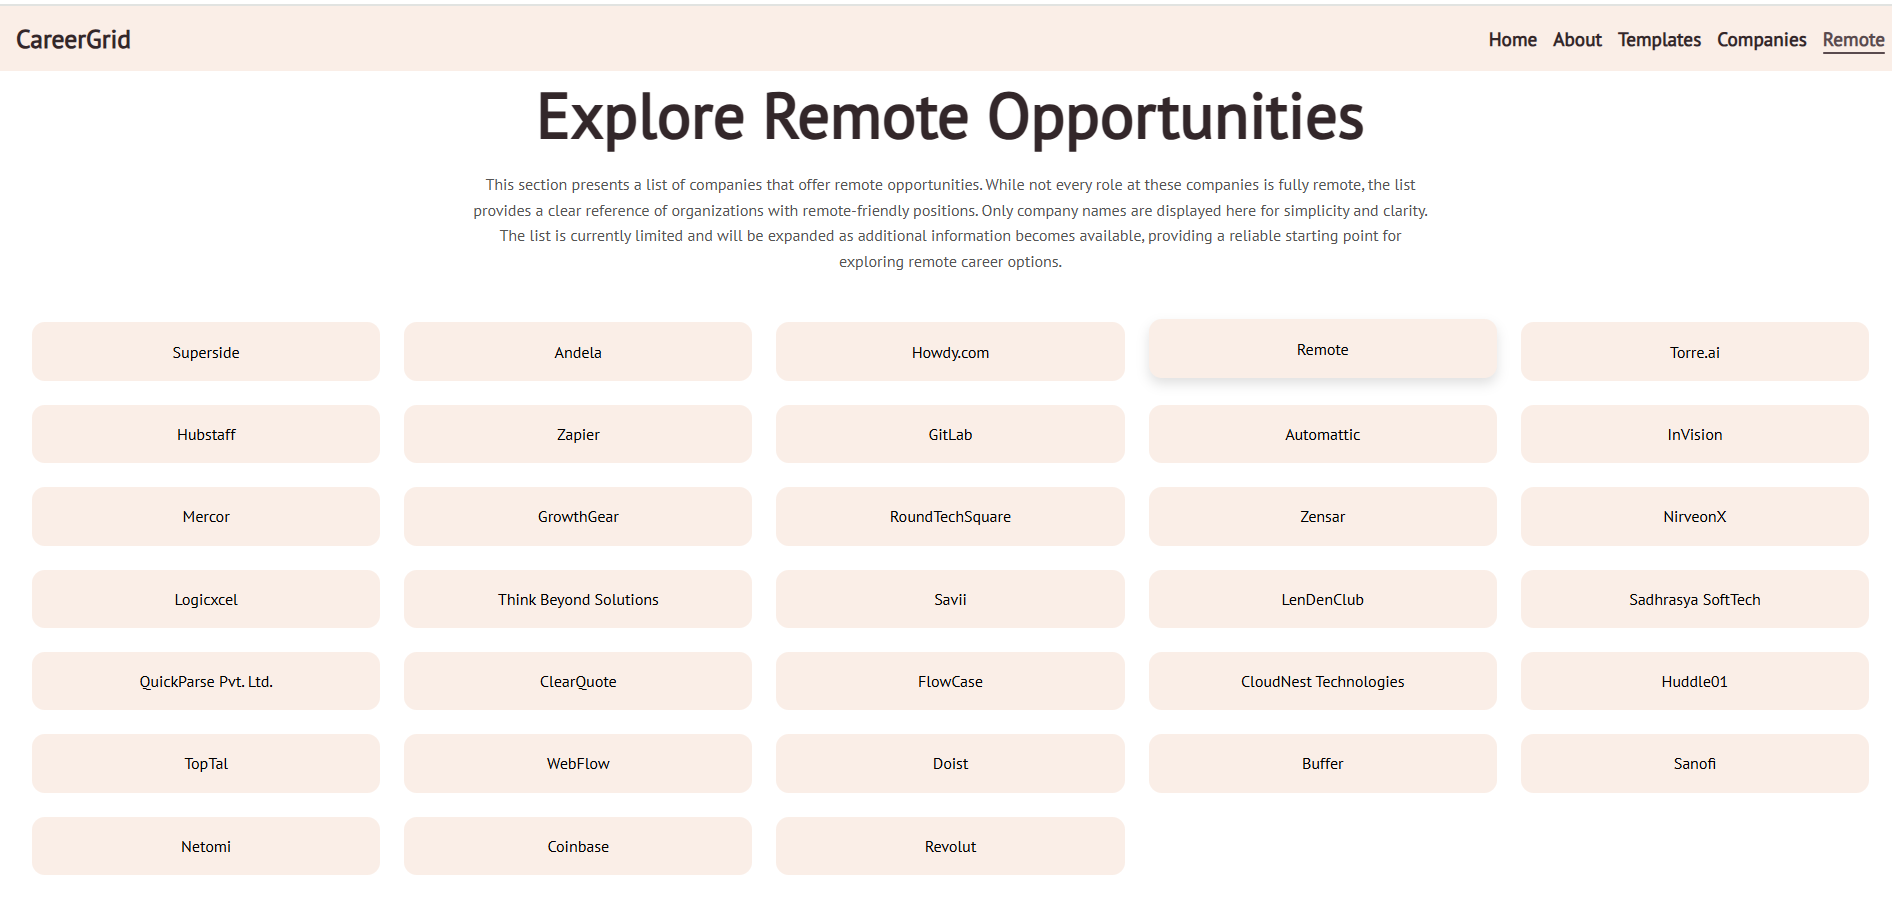 CareerGrid
Home About Templates Companies Remote
Explore Remote Opportunities
This section presents a list of companies that offer remote opportunities. While not every role at these companies is fully remote, the list
provides a clear reference of organizations with remote-friendly positions. Only company names are displayed here for simplicity and clarity.
The list is currently limited and will be expanded as additional information becomes available, providing a reliable starting point for
exploring remote career options.
Superside Andela Howdy.com Remote Torre.ai
Hubstaff Zapier GitLab Automattic InVision
Mercor GrowthGear RoundTechSquare Zensar NirveonX
Logicxcel Think Beyond Solutions Savii LenDenClub Sadhrasya SoftTech
QuickParse Pvt. Ltd. ClearQuote FlowCase CloudNest Technologies Huddle01
TopTal WebFlow Doist Buffer Sanofi
Netomi Coinbase Revolut